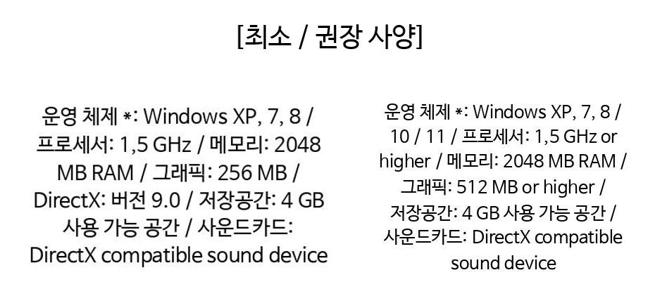 [최소 / 권장 사양]
운영 체제 *: Windows XP, 7, 8 /
프로세서: 1,5 GHz / 메모리: 2048
MB RAM / 그래픽: 256 MB /
DirectX: 버전 9.0 / 저장공간: 4 GB
사용 가능 공간 / 사운드카드:
DirectX compatible sound device
운영 체제 *: Windows XP, 7, 8 /
10 / 11 / 프로세서: 1,5 GHz or
higher / 메모리: 2048 MB RAM /
그래픽: 512 MB or higher /
저장공간: 4 GB 사용 가능 공간 /
사운드카드: DirectX compatible
sound device